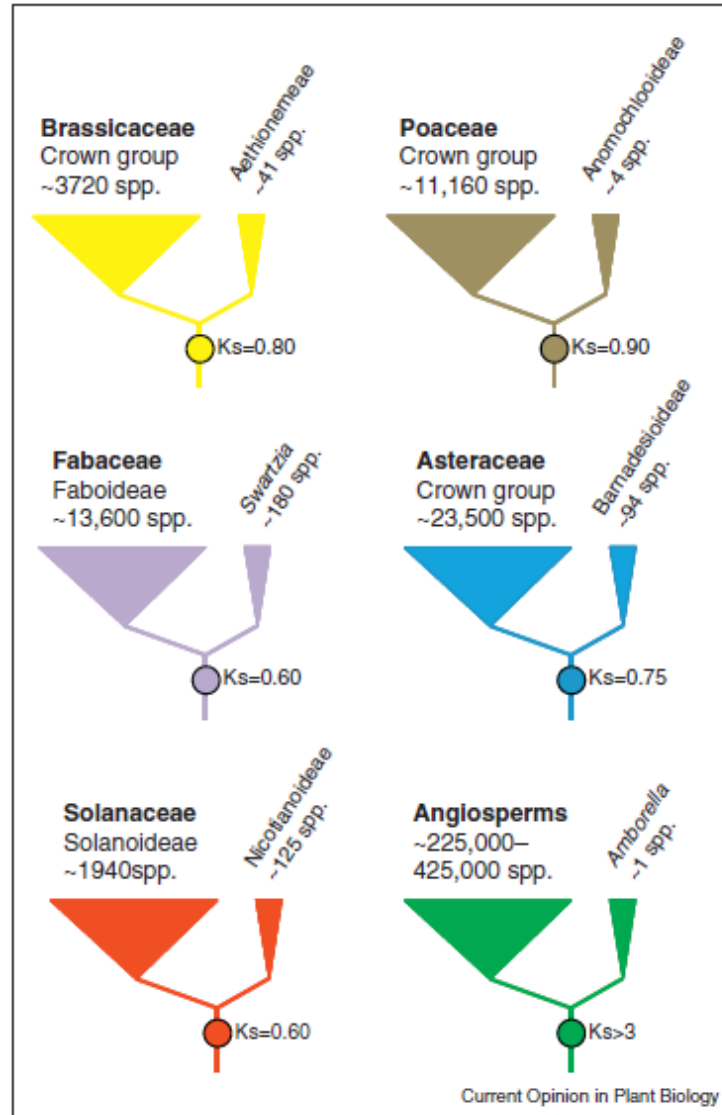 Brassicaceae
Crown group
~3720 spp.
Aethionemeae
~41 spp.
Ks=0.80
Poaceae
Crown group
~11,160 spp.
Anomochlooideae
~4 spp.
Ks=0.90
Fabaceae
Faboideae
~13,600 spp.
Swartzia
~180 spp.
Ks=0.60
Asteraceae
Crown group
~23,500 spp.
Barnadesioideae
~94 spp.
Ks=0.75
Solanaceae
Solanoideae
~1940spp.
Nicotianoideae
~125 spp.
Ks=0.60
Angiosperms
~225,000–
425,000 spp.
Amborella
~1 spp.
Ks>3
Current Opinion in Plant Biology